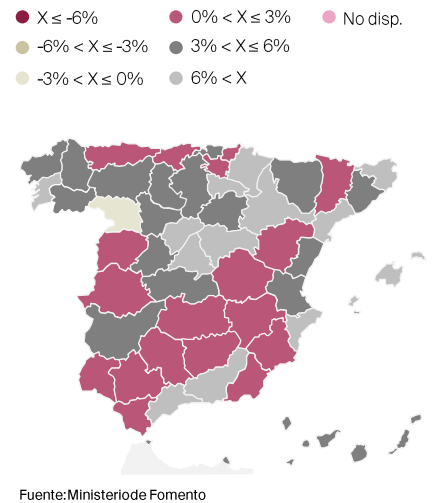 X ≤ -6%
-6% < X ≤ -3%
-3% < X ≤ 0%
0% < X ≤ 3%
3% < X ≤ 6%
6% < X
No disp.
Fuente: Ministerio de Fomento